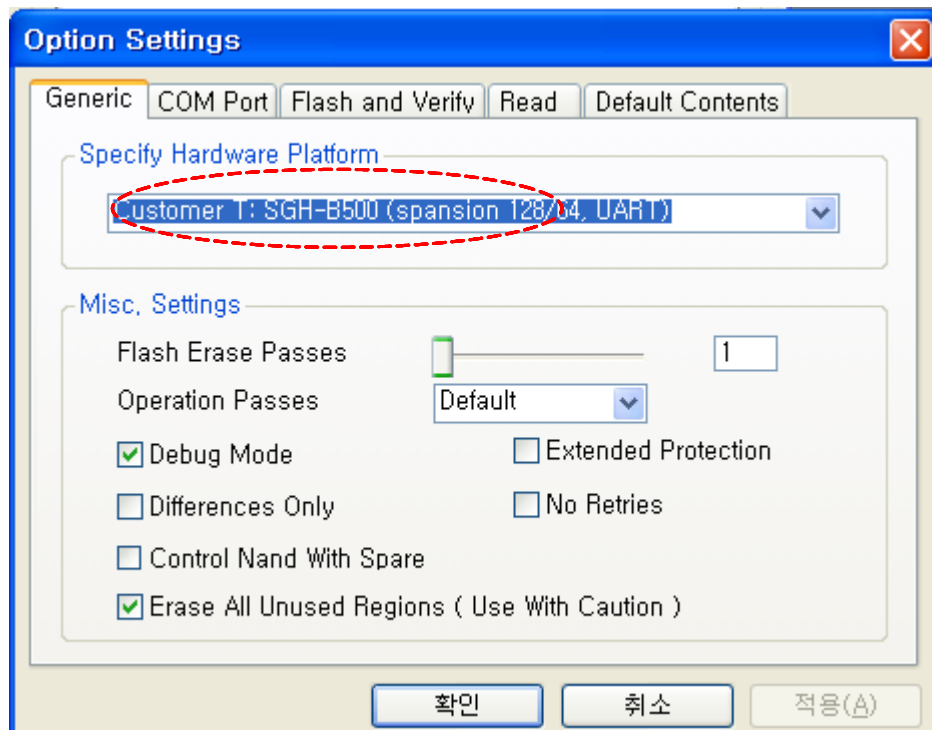 Option Settings
Generic COM Port Flash and Verify Read Default Contents
Specify Hardware Platform
Customer T: SGH-B500 (spansion 128/64, UART)
Misc, Settings
Flash Erase Passes 1
Operation Passes Default
Debug Mode Extended Protection
Differences Only No Retries
Control Nand With Spare
Erase All Unused Regions ( Use With Caution )
확인 취소 적용(A)